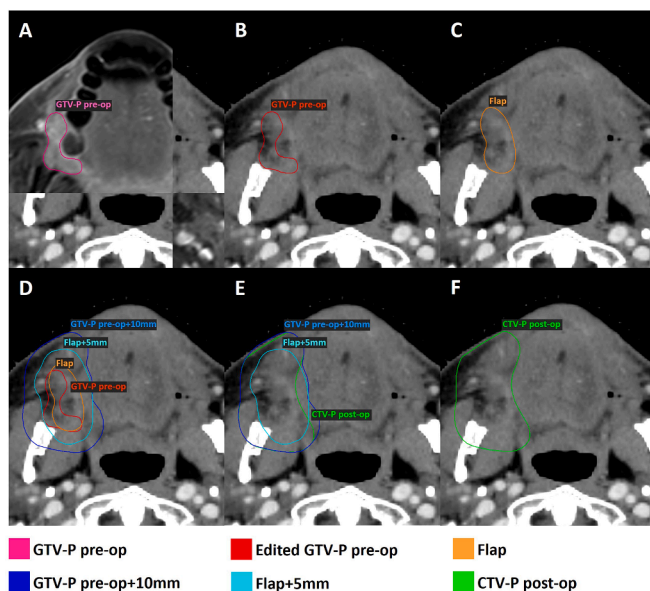 A
GTV-P pre-op
B
GTV-P pre-op
C
Flap
D
GTV-P pre-op+10mm
Flap+5mm
Flap
GTV-P pre-op
E
GTV-P pre-op+10mm
Flap+5mm
CTV-P post-op
F
CTV-P post-op
GTV-P pre-op
Edited GTV-P pre-op
Flap
GTV-P pre-op+10mm
Flap+5mm
CTV-P post-op